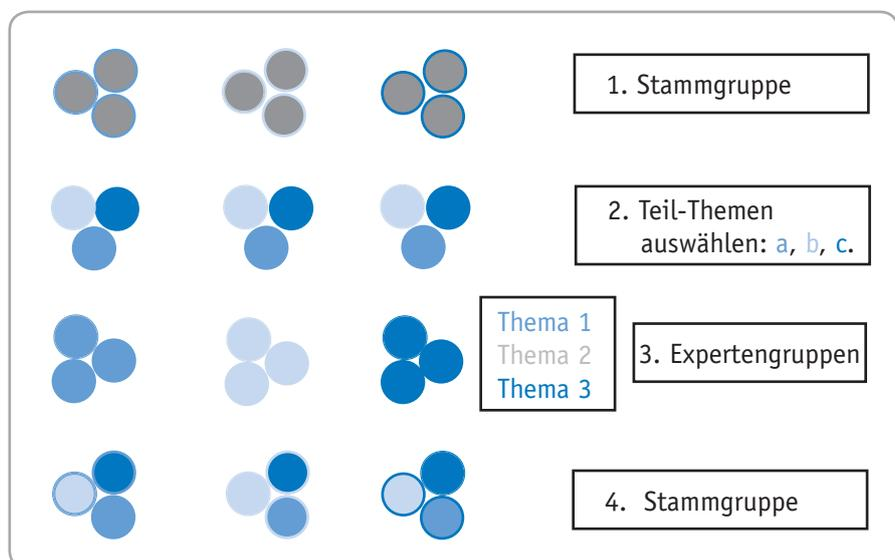 1. Stammgruppe
2. Teil-Themen
auswählen: a, b, c.
Thema 1
Thema 2
Thema 3
3. Expertengruppen
4. Stammgruppe